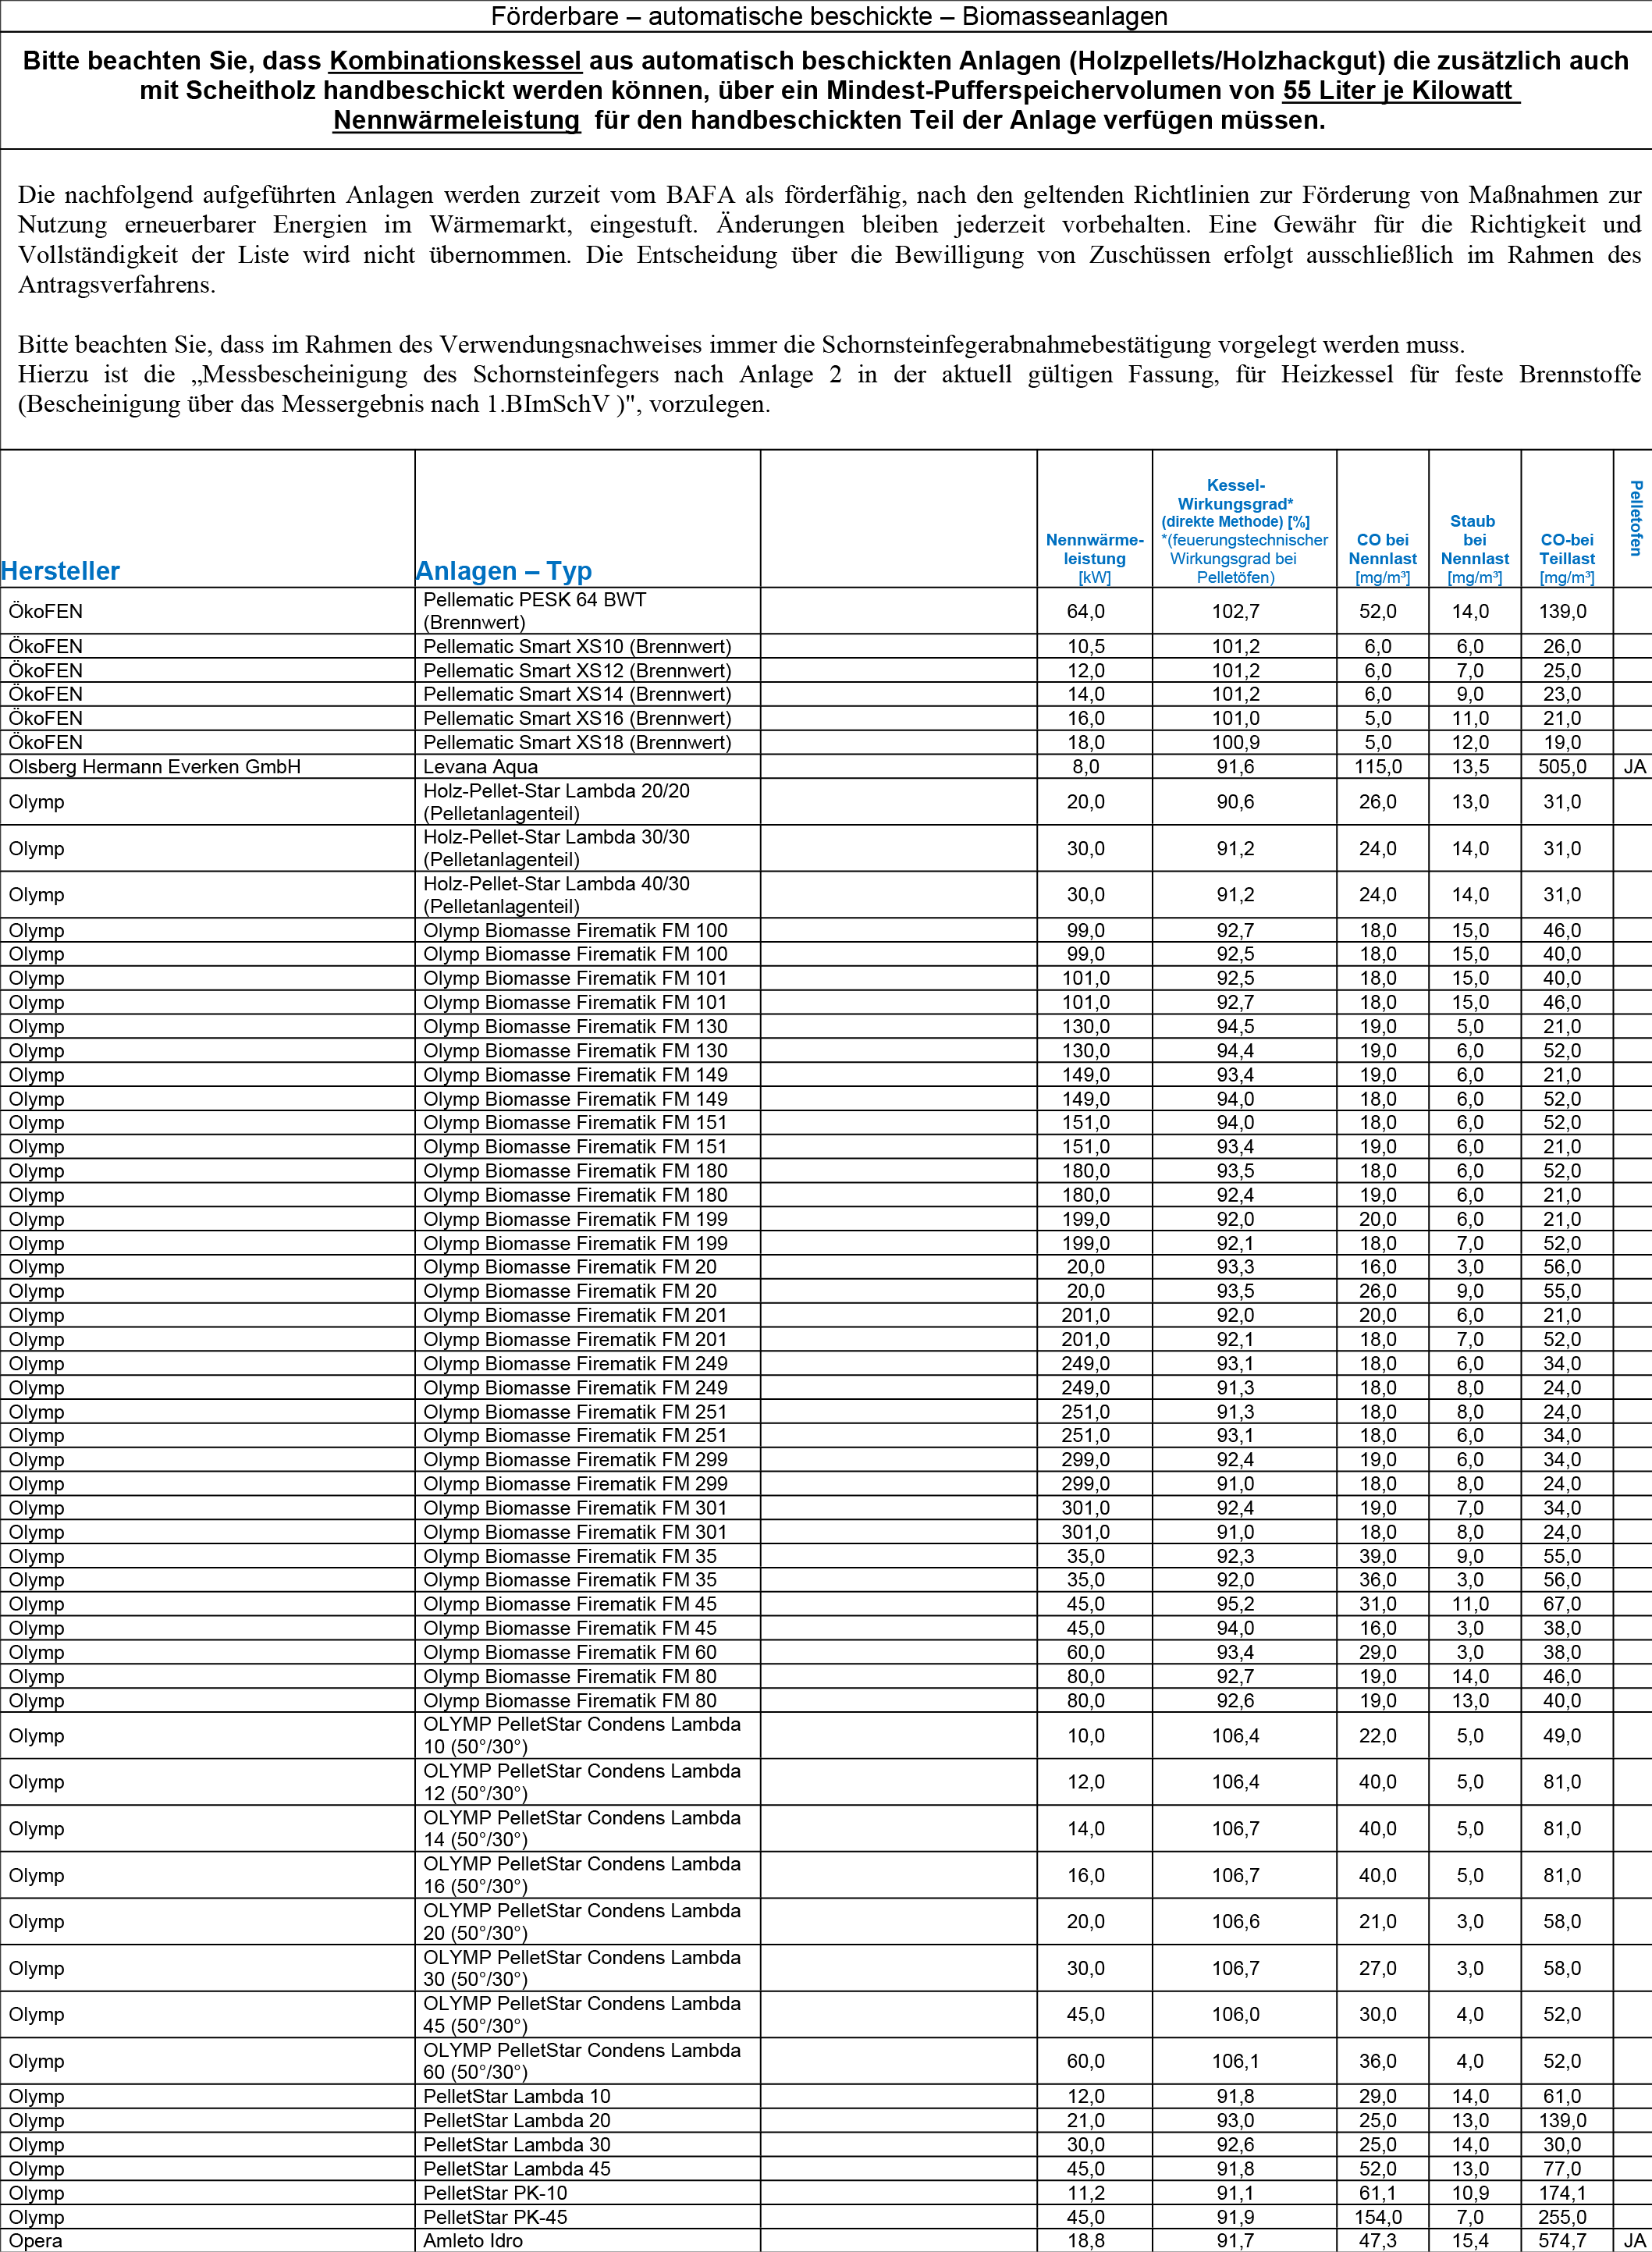 Förderbare – automatische beschickte – Biomasseanlagen
Bitte beachten Sie, dass Kombinationskessel aus automatisch beschickten Anlagen (Holzpellets/Holzhackgut) die zusätzlich auch
mit Scheitholz handbeschickt werden können, über ein Mindest-Pufferspeichervolumen von 55 Liter je Kilowatt
Nennwärmeleistung für den handbeschickten Teil der Anlage verfügen müssen.
Die nachfolgend aufgeführten Anlagen werden zurzeit vom BAFA als förderfähig, nach den geltenden Richtlinien zur Förderung von Maßnahmen zur
Nutzung erneuerbarer Energien im Wärmemarkt, eingestuft. Änderungen bleiben jederzeit vorbehalten. Eine Gewähr für die Richtigkeit und
Vollständigkeit der Liste wird nicht übernommen. Die Entscheidung über die Bewilligung von Zuschüssen erfolgt ausschließlich im Rahmen des
Antragsverfahrens.
Bitte beachten Sie, dass im Rahmen des Verwendungsnachweises immer die Schornsteinfegerabnahmebestätigung vorgelegt werden muss.
Hierzu ist die „Messbescheinigung des Schornsteinfegers nach Anlage 2 in der aktuell gültigen Fassung, für Heizkessel für feste Brennstoffe
(Bescheinigung über das Messergebnis nach 1.BImSchV )", vorzulegen.
Hersteller
Anlagen – Typ
Nennwärme-
leistung
[kW]
Kessel-
Wirkungsgrad*
(direkte Methode) [%]
*(feuerungstechnischer
Wirkungsgrad bei
Pelletöfen)
CO bei
Nennlast
[mg/m³]
Staub
bei
Nennlast
[mg/m³]
CO-bei
Teillast
[mg/m³]
Pelletofen
ÖkoFEN Pellematic PESK 64 BWT
(Brennwert) 64,0 102,7 52,0 14,0 139,0
ÖkoFEN Pellematic Smart XS10 (Brennwert) 10,5 101,2 6,0 6,0 26,0
ÖkoFEN Pellematic Smart XS12 (Brennwert) 12,0 101,2 6,0 7,0 25,0
ÖkoFEN Pellematic Smart XS14 (Brennwert) 14,0 101,2 6,0 9,0 23,0
ÖkoFEN Pellematic Smart XS16 (Brennwert) 16,0 101,0 5,0 11,0 21,0
ÖkoFEN Pellematic Smart XS18 (Brennwert) 18,0 100,9 5,0 12,0 19,0
Olsberg Hermann Everken GmbH Levana Aqua 8,0 91,6 115,0 13,5 505,0 JA
Olymp Holz-Pellet-Star Lambda 20/20
(Pelletanlagenteil) 20,0 90,6 26,0 13,0 31,0
Olymp Holz-Pellet-Star Lambda 30/30
(Pelletanlagenteil) 30,0 91,2 24,0 14,0 31,0
Olymp Holz-Pellet-Star Lambda 40/30
(Pelletanlagenteil) 30,0 91,2 24,0 14,0 31,0
Olymp Olymp Biomasse Firematik FM 100 99,0 92,7 18,0 15,0 46,0
Olymp Olymp Biomasse Firematik FM 100 99,0 92,5 18,0 15,0 40,0
Olymp Olymp Biomasse Firematik FM 101 101,0 92,5 18,0 15,0 40,0
Olymp Olymp Biomasse Firematik FM 101 101,0 92,7 18,0 15,0 46,0
Olymp Olymp Biomasse Firematik FM 130 130,0 94,5 19,0 5,0 21,0
Olymp Olymp Biomasse Firematik FM 130 130,0 94,4 19,0 6,0 52,0
Olymp Olymp Biomasse Firematik FM 149 149,0 93,4 19,0 6,0 21,0
Olymp Olymp Biomasse Firematik FM 149 149,0 94,0 18,0 6,0 52,0
Olymp Olymp Biomasse Firematik FM 151 151,0 94,0 18,0 6,0 52,0
Olymp Olymp Biomasse Firematik FM 151 151,0 93,4 19,0 6,0 21,0
Olymp Olymp Biomasse Firematik FM 180 180,0 93,5 18,0 6,0 52,0
Olymp Olymp Biomasse Firematik FM 180 180,0 92,4 19,0 6,0 21,0
Olymp Olymp Biomasse Firematik FM 199 199,0 92,0 20,0 6,0 21,0
Olymp Olymp Biomasse Firematik FM 199 199,0 92,1 18,0 7,0 52,0
Olymp Olymp Biomasse Firematik FM 20 20,0 93,3 16,0 3,0 56,0
Olymp Olymp Biomasse Firematik FM 20 20,0 93,5 26,0 9,0 55,0
Olymp Olymp Biomasse Firematik FM 201 201,0 92,0 20,0 6,0 21,0
Olymp Olymp Biomasse Firematik FM 201 201,0 92,1 18,0 7,0 52,0
Olymp Olymp Biomasse Firematik FM 249 249,0 93,1 18,0 6,0 34,0
Olymp Olymp Biomasse Firematik FM 249 249,0 91,3 18,0 8,0 24,0
Olymp Olymp Biomasse Firematik FM 251 251,0 91,3 18,0 8,0 24,0
Olymp Olymp Biomasse Firematik FM 251 251,0 93,1 18,0 6,0 34,0
Olymp Olymp Biomasse Firematik FM 299 299,0 92,4 19,0 6,0 34,0
Olymp Olymp Biomasse Firematik FM 299 299,0 91,0 18,0 8,0 24,0
Olymp Olymp Biomasse Firematik FM 301 301,0 92,4 19,0 7,0 34,0
Olymp Olymp Biomasse Firematik FM 301 301,0 91,0 18,0 8,0 24,0
Olymp Olymp Biomasse Firematik FM 35 35,0 92,3 39,0 9,0 55,0
Olymp Olymp Biomasse Firematik FM 35 35,0 92,0 36,0 3,0 56,0
Olymp Olymp Biomasse Firematik FM 45 45,0 95,2 31,0 11,0 67,0
Olymp Olymp Biomasse Firematik FM 45 45,0 94,0 16,0 3,0 38,0
Olymp Olymp Biomasse Firematik FM 60 60,0 93,4 29,0 3,0 38,0
Olymp Olymp Biomasse Firematik FM 80 80,0 92,7 19,0 14,0 46,0
Olymp Olymp Biomasse Firematik FM 80 80,0 92,6 19,0 13,0 40,0
Olymp OLYMP PelletStar Condens Lambda
10 (50°/30°) 10,0 106,4 22,0 5,0 49,0
Olymp OLYMP PelletStar Condens Lambda
12 (50°/30°) 12,0 106,4 40,0 5,0 81,0
Olymp OLYMP PelletStar Condens Lambda
14 (50°/30°) 14,0 106,7 40,0 5,0 81,0
Olymp OLYMP PelletStar Condens Lambda
16 (50°/30°) 16,0 106,7 40,0 5,0 81,0
Olymp OLYMP PelletStar Condens Lambda
20 (50°/30°) 20,0 106,6 21,0 3,0 58,0
Olymp OLYMP PelletStar Condens Lambda
30 (50°/30°) 30,0 106,7 27,0 3,0 58,0
Olymp OLYMP PelletStar Condens Lambda
45 (50°/30°) 45,0 106,0 30,0 4,0 52,0
Olymp OLYMP PelletStar Condens Lambda
60 (50°/30°) 60,0 106,1 36,0 4,0 52,0
Olymp PelletStar Lambda 10 12,0 91,8 29,0 14,0 61,0
Olymp PelletStar Lambda 20 21,0 93,0 25,0 13,0 139,0
Olymp PelletStar Lambda 30 30,0 92,6 25,0 14,0 30,0
Olymp PelletStar Lambda 45 45,0 91,8 52,0 13,0 77,0
Olymp PelletStar PK-10 11,2 91,1 61,1 10,9 174,1
Olymp PelletStar PK-45 45,0 91,9 154,0 7,0 255,0
Opera Amleto Idro 18,8 91,7 47,3 15,4 574,7 JA